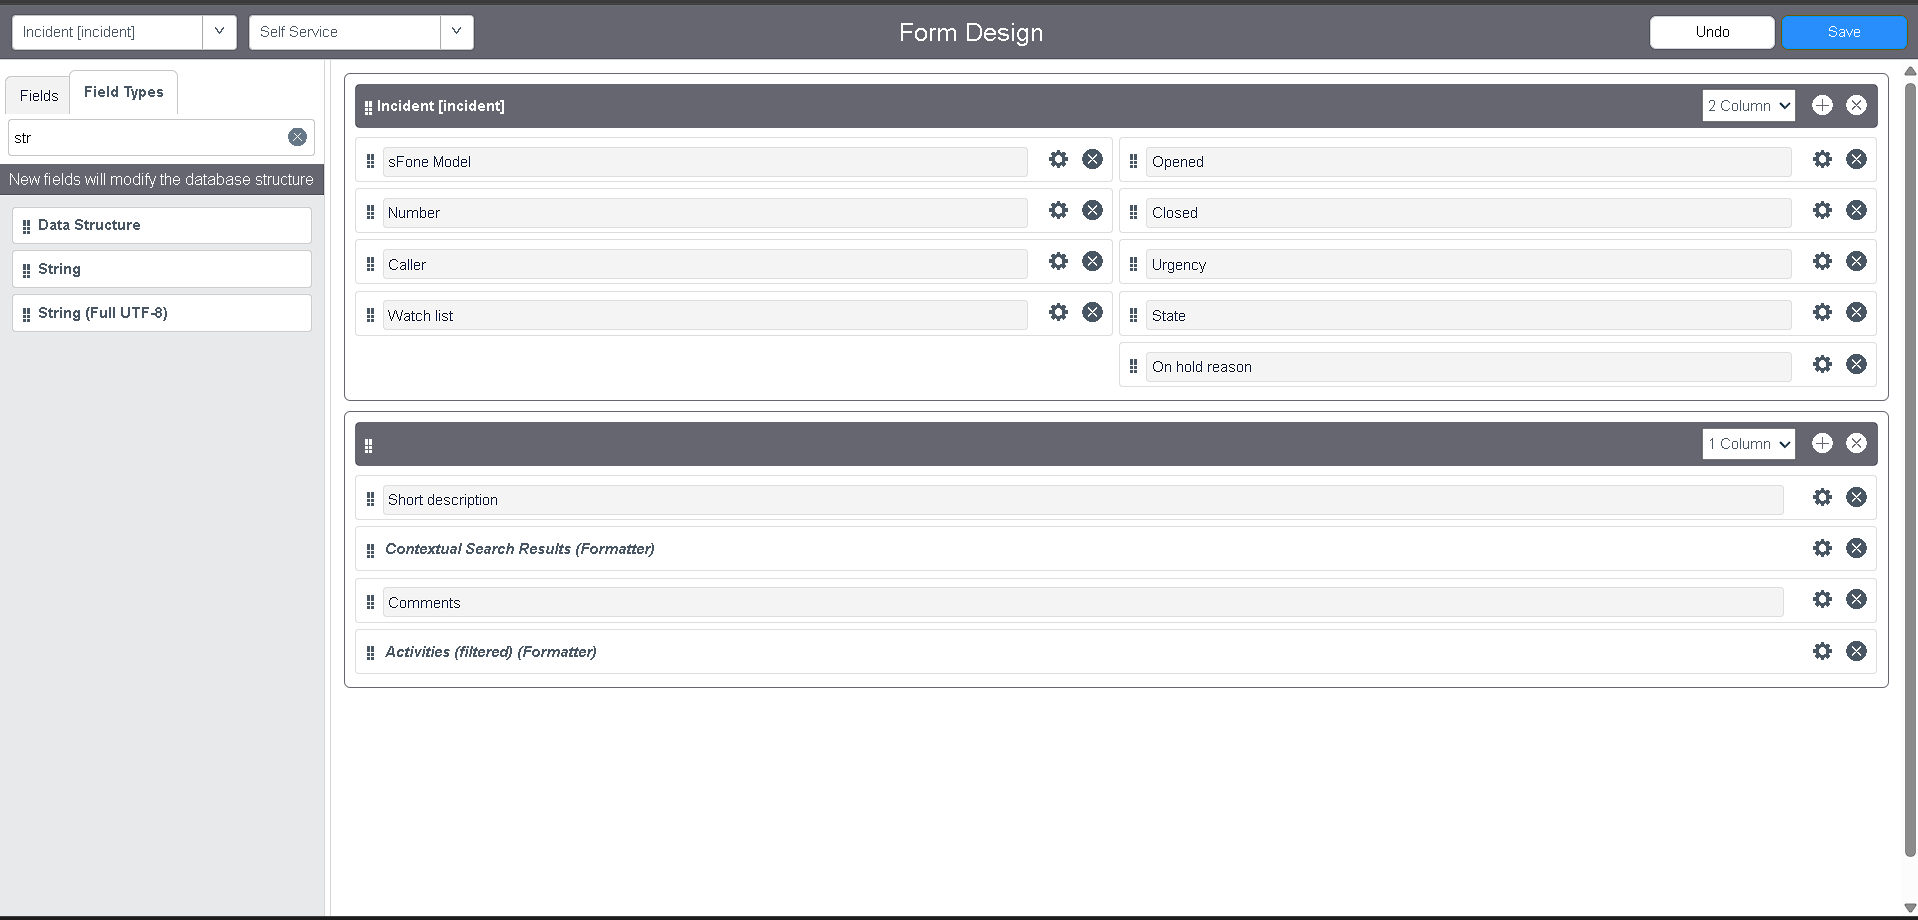 Incident [incident]
Self Service
Form Design
Undo
Save
Fields
Field Types
str
New fields will modify the database structure
Data Structure
String
String (Full UTF-8)
Incident [incident]
2 Column
sFone Model
Opened
Number
Closed
Caller
Urgency
Watch list
State
On hold reason
1 Column
Short description
Contextual Search Results (Formatter)
Comments
Activities (filtered) (Formatter)